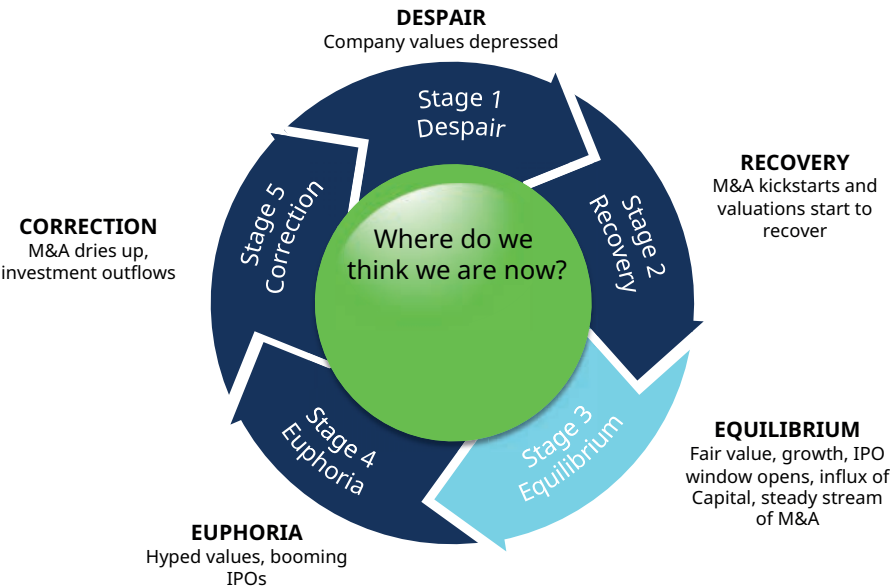 DESPAIR
Company values depressed
Stage 1
Despair
RECOVERY
M&A kickstarts and
valuations start to
recover
Stage 2
Recovery
EQUILIBRIUM
Fair value, growth, IPO
window opens, influx of
Capital, steady stream
of M&A
Stage 3
Equilibrium
EUPHORIA
Hyped values, booming
IPOs
Stage 4
Euphoria
CORRECTION
M&A dries up,
investment outflows
Stage 5
Correction
Where do we
think we are now?